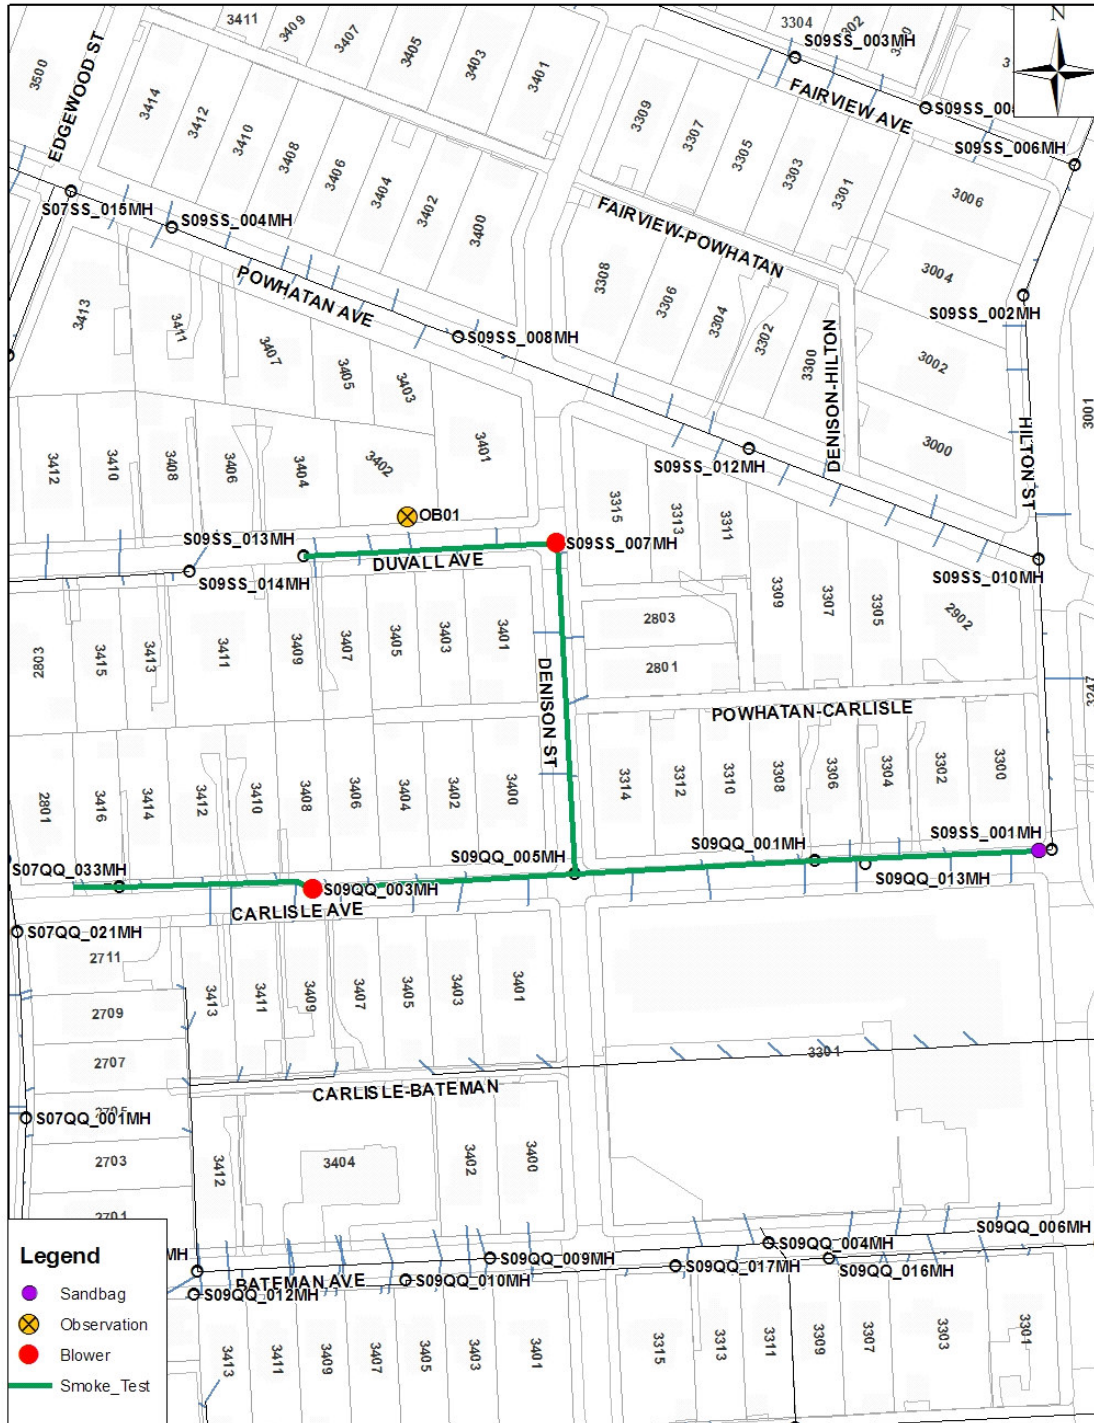 3411
3409
3407
3405
3403
3401
3304
302
N
S09SS_003MH
3500
EDGEWOOD ST
3414
3412
3410
3408
3406
3404
3402
3400
3309
3307
3305
3303
3301
FAIRVIEW AVE
S09SS_006MH
3006
S07SS_015MH
S09SS_004MH
FAIRVIEW-POWHATAN
3004
S09SS_002MH
POWHATAN AVE
3413
3411
3407
3405
3403
S09SS_008MH
3308
3306
3304
3302
3300
DENISON-HILTON
3002
3000
3001
HILTON ST
3412
3410
3408
3406
3404
3402
3401
S09SS_012MH
OB01
S09SS_013MH
S09SS_007MH
DUVALL AVE
S09SS_014MH
3315
3313
3311
S09SS_010MH
3309
3307
3305
2902
2803
3415
3413
3411
3409
3407
3405
3403
3401
2803
2801
DENISON ST
POWHATAN-CARLISLE
3247
2801
3416
3414
3412
3410
3408
3406
3404
3402
3400
3314
3312
3310
3308
3306
3304
3302
3300
S09SS_001MH
S09QQ_001MH
S09QQ_005MH
S07QQ_033MH
S09QQ_003MH
S09QQ_013MH
CARLISLE AVE
S07QQ_021MH
2711
2709
2707
2705
S07QQ_001MH
2703
2701
3413
3411
3409
3407
3405
3403
3401
3301
CARLISLE-BATEMAN
3412
3404
3402
3400
S09QQ_006MH
S09QQ_004MH
S09QQ_009MH
S09QQ_017MH
S09QQ_016MH
MH
BATEMAN AVE
S09QQ_010MH
S09QQ_012MH
3413
3411
3409
3407
3405
3403
3401
3315
3313
3311
3309
3307
3303
3301
Legend
Sandbag
Observation
Blower
Smoke_Test